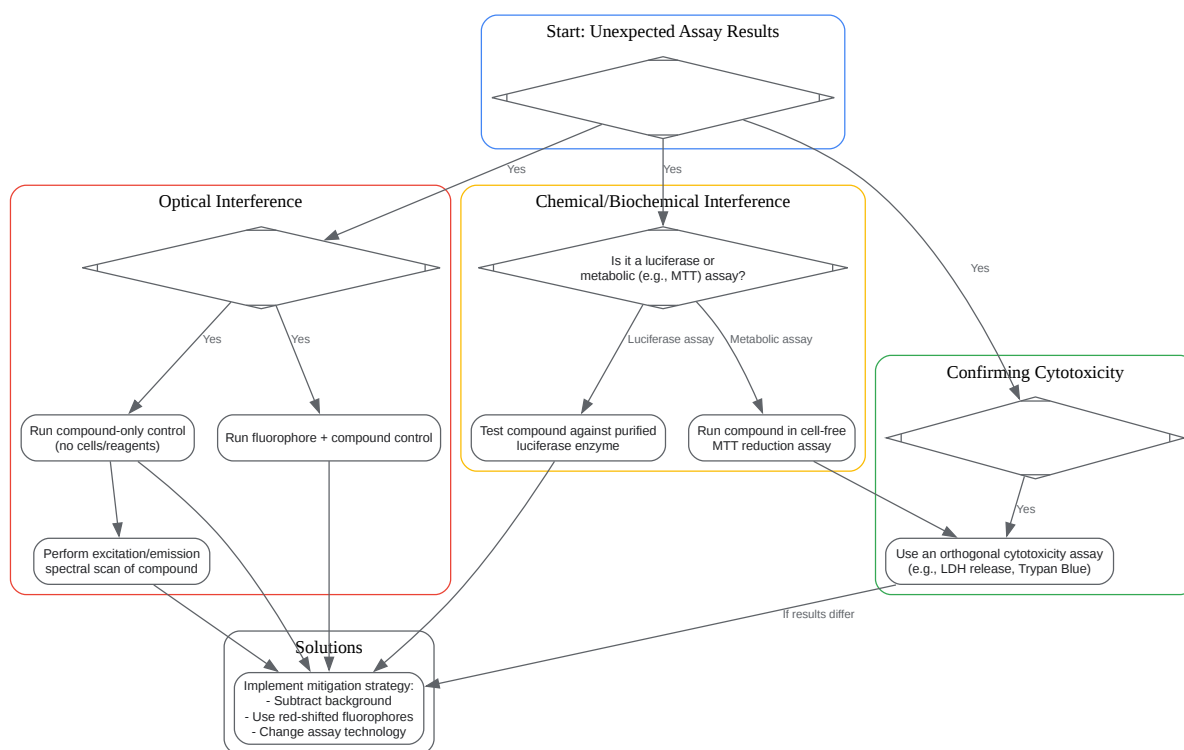 Start: Unexpected Assay Results
Yes
Yes
Yes
Optical Interference
Yes
Yes
Run compound-only control
(no cells/reagents)
Run fluorophore + compound control
Perform excitation/emission
spectral scan of compound
Chemical/Biochemical Interference
Is it a luciferase or
metabolic (e.g., MTT) assay?
Luciferase assay
Metabolic assay
Test compound against purified
luciferase enzyme
Run compound in cell-free
MTT reduction assay
Confirming Cytotoxicity
Yes
Use an orthogonal cytotoxicity assay
(e.g., LDH release, Trypan Blue)
If results differ
Solutions
Implement mitigation strategy:
- Subtract background
- Use red-shifted fluorophores
- Change assay technology